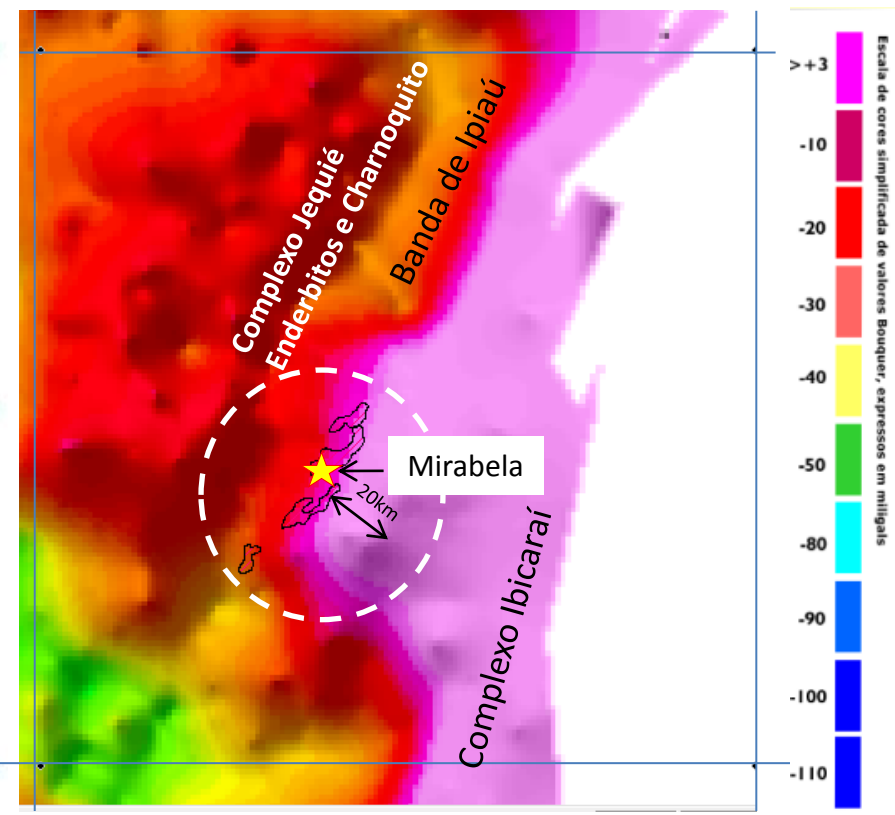 Complexo Jequié
Enderbitos e Charnoquito
Banda de Ipiaú
Mirabela
20km
Complexo Ibicaraí
> +3
-10
-20
-30
-40
-50
-80
-90
-100
-110
Escala de cores simplificada de valores Bouquer, expressos em miligals